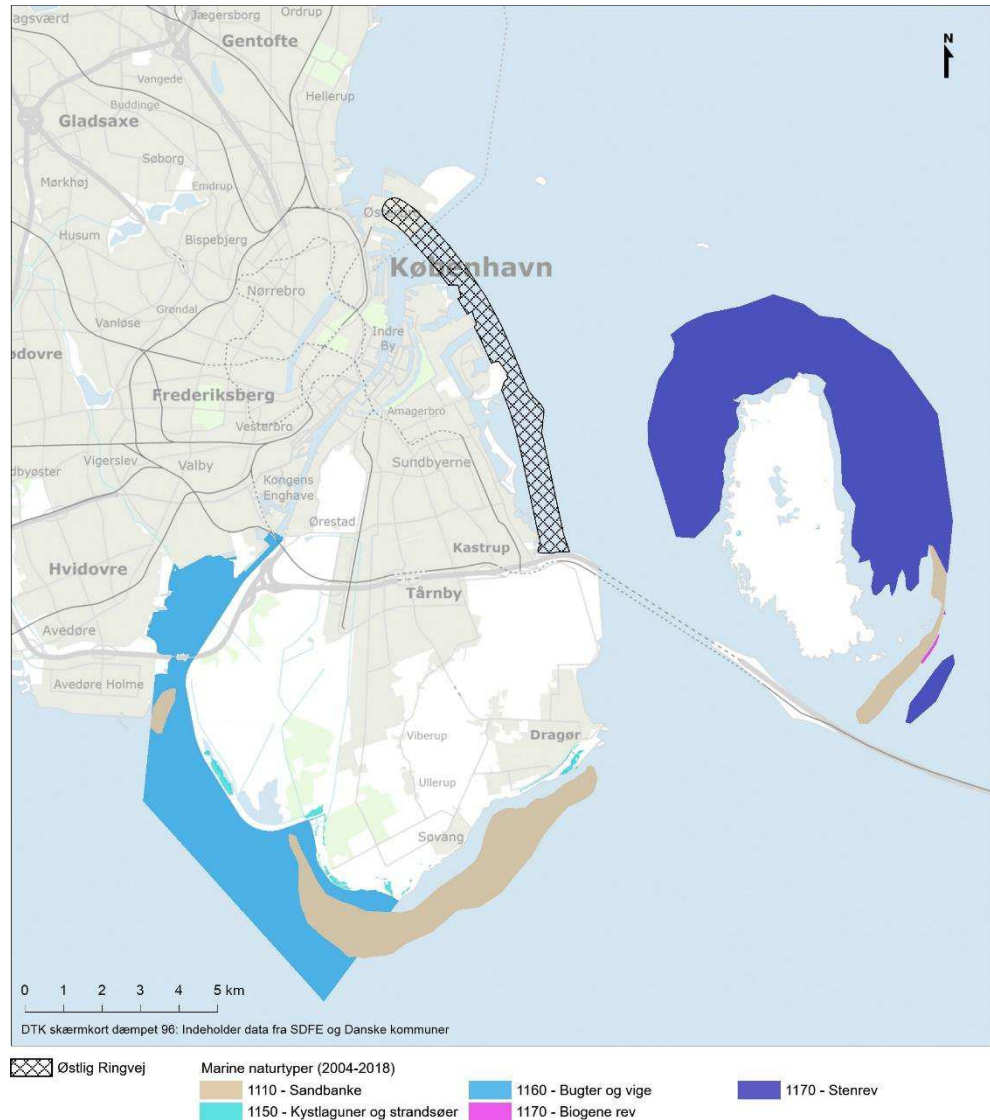 agsværd
Jægersborg
Ordrup
Gentofte
N
Vangede
Buddinge
Hellerup
Gladsaxe
Søborg
Mørkhøj
Emdrup
Husum
Bispebjerg
København
Nørrebro
Grøndal
Vanløse
Indre
By
ødovre
Frederiksberg
Amagerbro
Vesterbro
Sundbyerne
dbyøster
Vigerslev
Valby
Kongens
Enghave
Ørestad
Kastrup
Hvidovre
Tårnby
Avedøre
Avedøre Holme
Viberup
Dragør
Ullerup
Søvang
0 1 2 3 4 5 km
DTK skærmkort dæmpet 96: Indeholder data fra SDFE og Danske kommuner
Østlig Ringvej
Marine naturtyper (2004-2018)
1110 - Sandbanke
1160 - Bugter og vige
1170 - Stenrev
1150 - Kystlaguner og strandsøer
1170 - Biogene rev